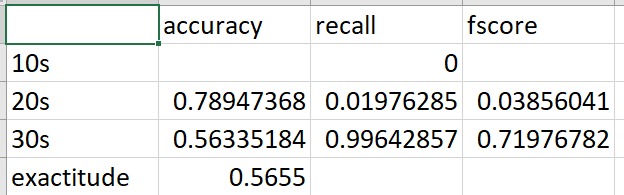 accuracy recall fscore
10s 0
20s 0.78947368 0.01976285 0.03856041
30s 0.56335184 0.99642857 0.71976782
exactitude 0.5655